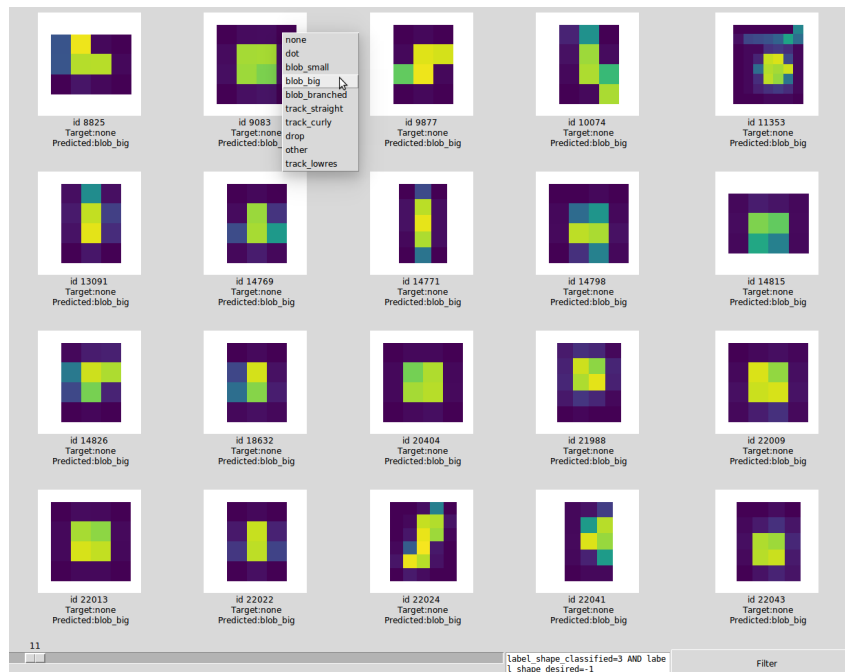 none
dot
blob_small
blob_big
blob_branched
track_straight
track_curly
drop
other
track_lowres
id 8825
Target:none
Predicted:blob_big
id 9083
Target:none
Predicted:blob_
id 9877
Target:none
Predicted:blob_big
id 10074
Target:none
Predicted:blob_big
id 11353
Target:none
Predicted:blob_big
id 13091
Target:none
Predicted:blob_big
id 14769
Target:none
Predicted:blob_big
id 14771
Target:none
Predicted:blob_big
id 14798
Target:none
Predicted:blob_big
id 14815
Target:none
Predicted:blob_big
id 14826
Target:none
Predicted:blob_big
id 18632
Target:none
Predicted:blob_big
id 20404
Target:none
Predicted:blob_big
id 21988
Target:none
Predicted:blob_big
id 22009
Target:none
Predicted:blob_big
id 22013
Target:none
Predicted:blob_big
id 22022
Target:none
Predicted:blob_big
id 22024
Target:none
Predicted:blob_big
id 22041
Target:none
Predicted:blob_big
id 22043
Target:none
Predicted:blob_big
11
label_shape_classified=3 AND labe
l_shape_desired=-1
Filter